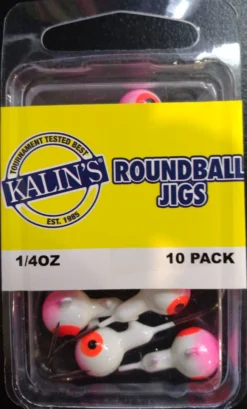 TOURNAMENT TESTED BEST
KALIN'S
EST. 1985
ROUNDBALL
JIGS
1/4OZ 10 PACK